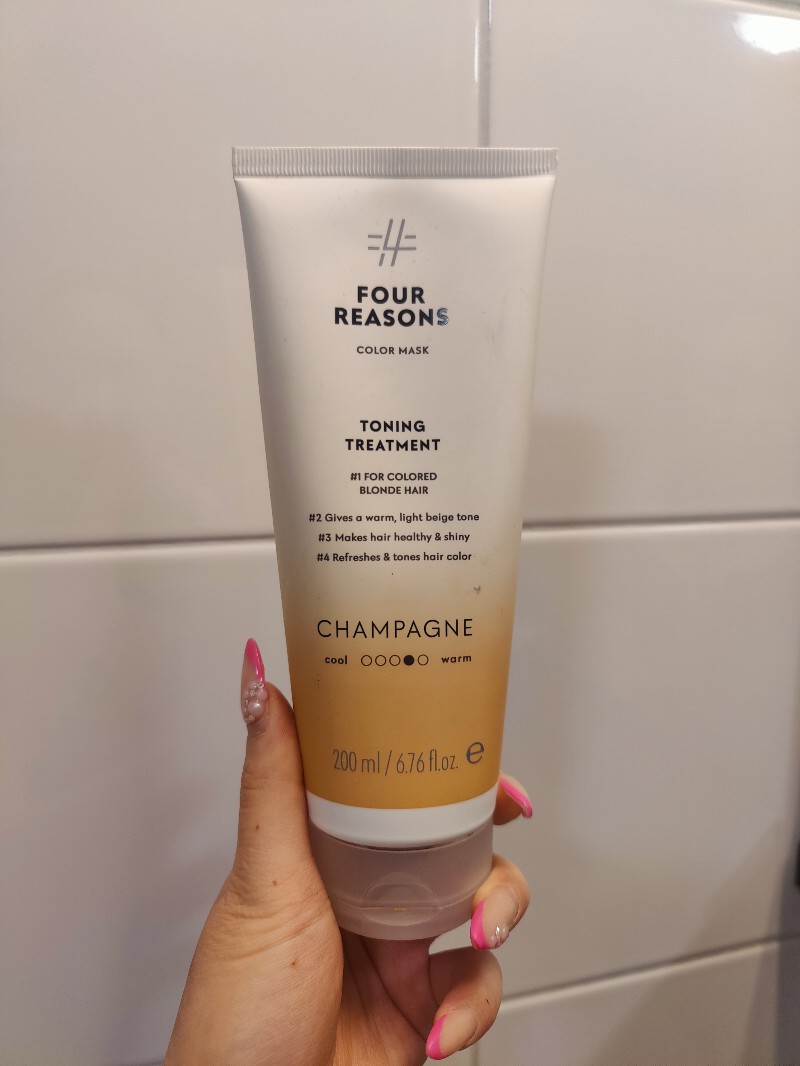 FOUR
REASONS
COLOR MASK
TONING
TREATMENT
#1 FOR COLORED
BLONDE HAIR
#2 Gives a warm, light beige tone
#3 Makes hair healthy & shiny
#4 Refreshes & tones hair color
CHAMPAGNE
cool ○○○●○ warm
200 ml / 6.76 fl.oz. ℮